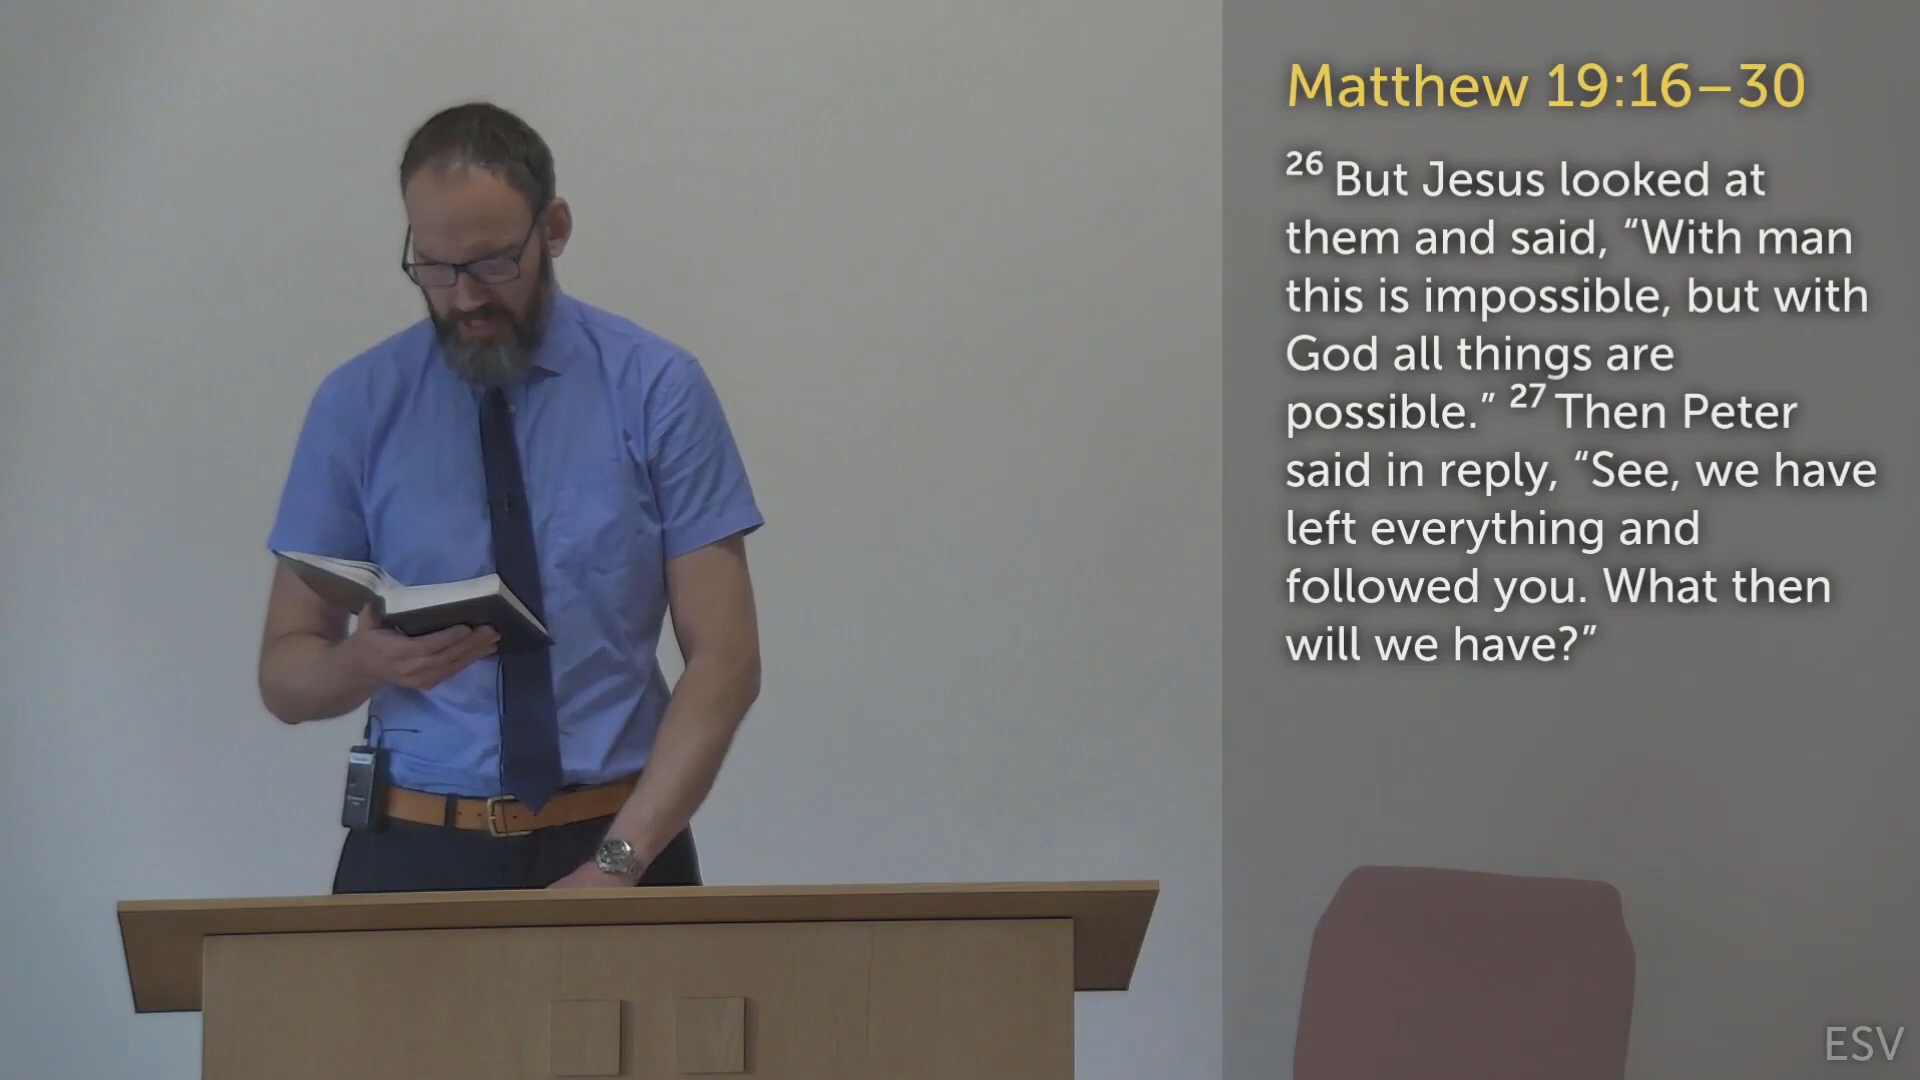 Matthew 19:16–30
26 But Jesus looked at
them and said, “With man
this is impossible, but with
God all things are
possible.” 27 Then Peter
said in reply, “See, we have
left everything and
followed you. What then
will we have?”
ESV